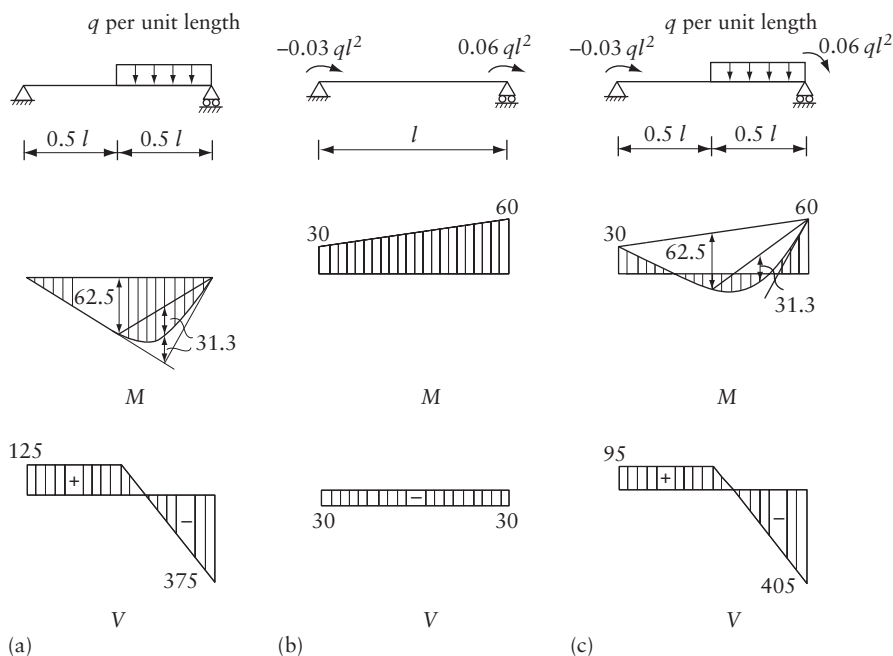 q per unit length
0.5 l
0.5 l
62.5
31.3
M
125
+
–
375
V
(a)
–0.03 ql²
0.06 ql²
l
30
60
M
–
30
30
V
(b)
q per unit length
–0.03 ql²
0.06 ql²
0.5 l
0.5 l
30
60
62.5
31.3
M
95
+
–
405
V
(c)